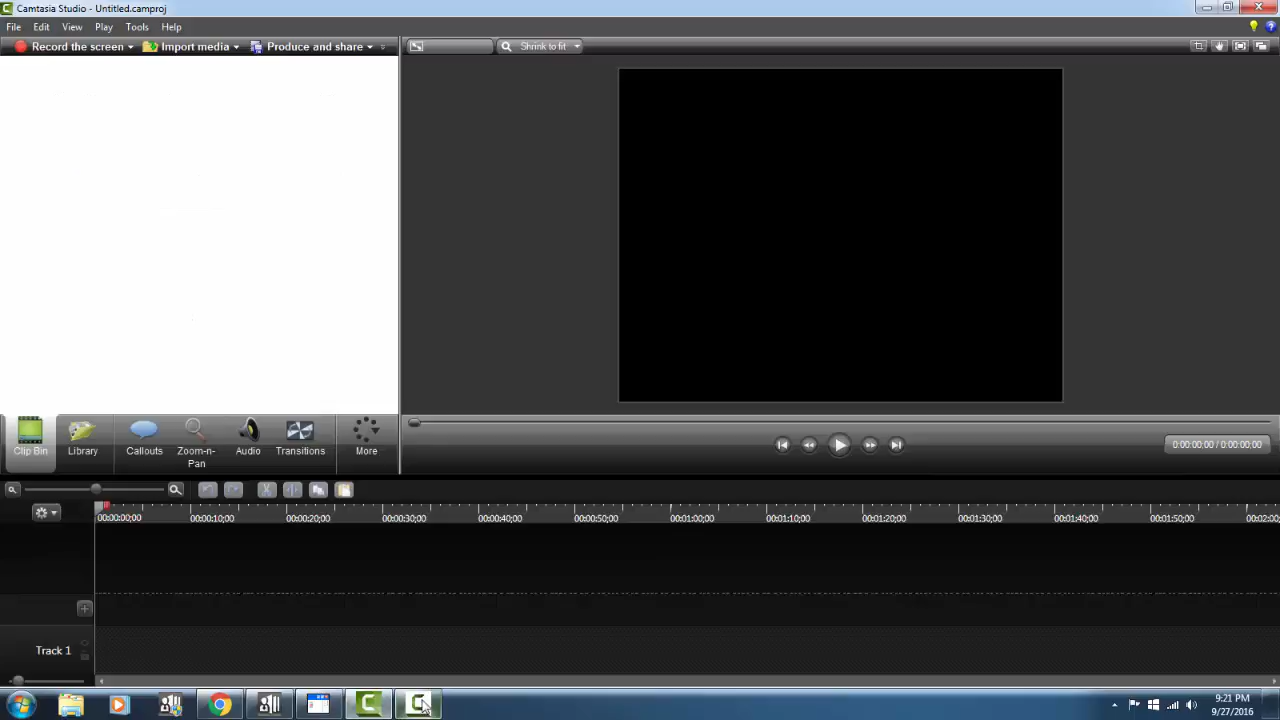 Camtasia Studio - Untitled.camproj
File Edit View Play Tools Help
Record the screen Import media Produce and share Shrink to fit
Clip Bin Library Callouts Zoom-n-Pan Audio Transitions More
0:00:00;00 / 0:00:00;00
00:00:00;00 00:00:10;00 00:00:20;00 00:00:30;00 00:00:40;00 00:00:50;00 00:01:00;00 00:01:10;00 00:01:20;00 00:01:30;00 00:01:40;00 00:01:50;00 00:02:00;
Track 1
9:21 PM
9/27/2016